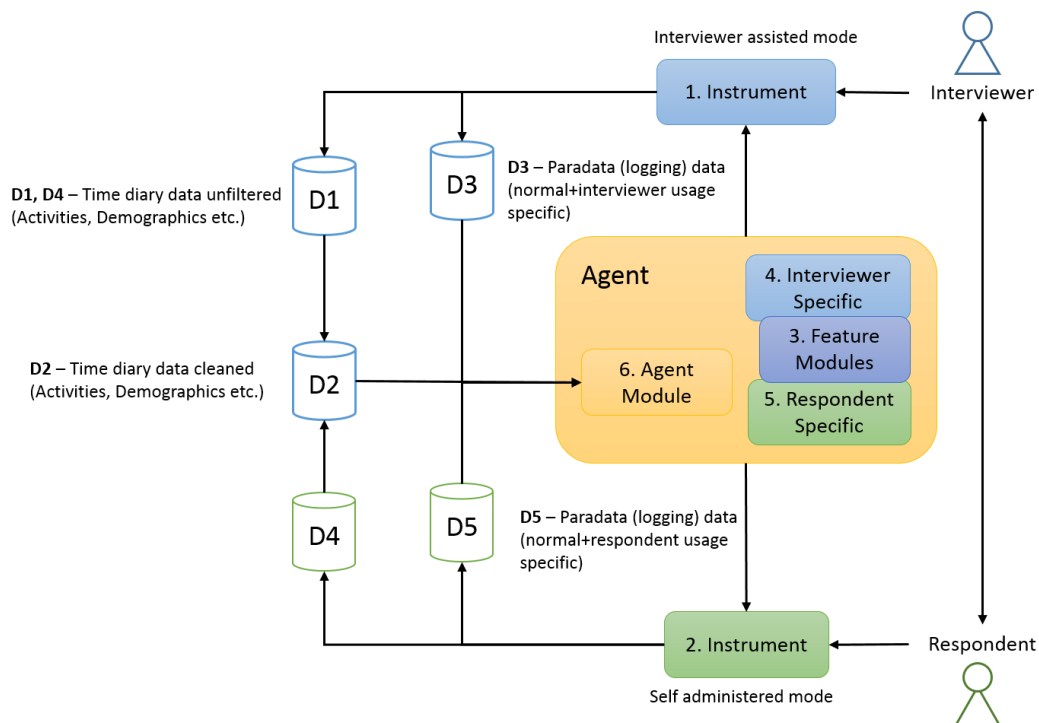 Interviewer assisted mode
1. Instrument
Interviewer
D1, D4 – Time diary data unfiltered
(Activities, Demographics etc.)
D1
D3
D3 – Paradata (logging) data
(normal+interviewer usage
specific)
Agent
4. Interviewer
Specific
3. Feature
Modules
5. Respondent
Specific
6. Agent
Module
D2 – Time diary data cleaned
(Activities, Demographics etc.)
D2
D4
D5
D5 – Paradata (logging) data
(normal+respondent usage
specific)
2. Instrument
Respondent
Self administered mode